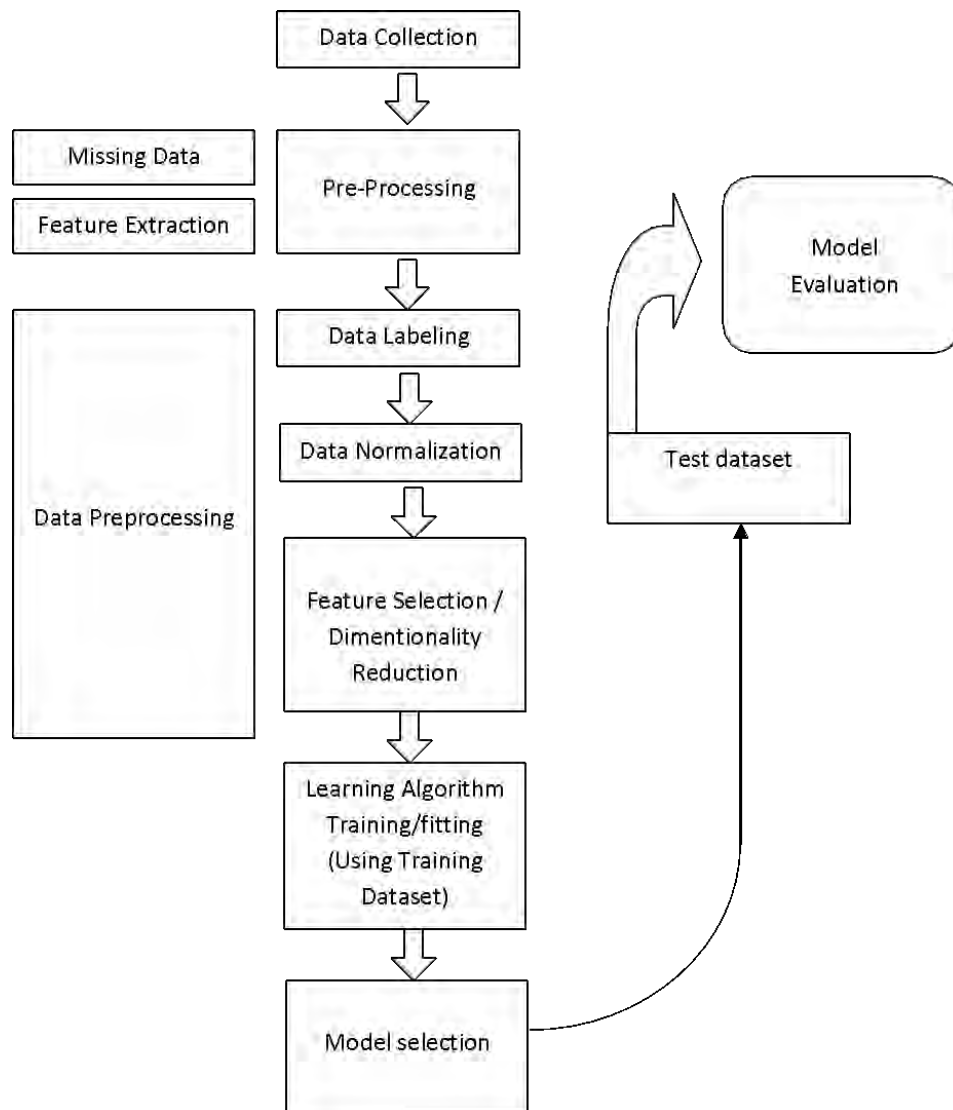 Data Collection
Missing Data
Feature Extraction
Pre-Processing
Data Labeling
Data Normalization
Data Preprocessing
Feature Selection /
Dimentionality
Reduction
Learning Algorithm
Training/fitting
(Using Training
Dataset)
Model selection
Test dataset
Model
Evaluation